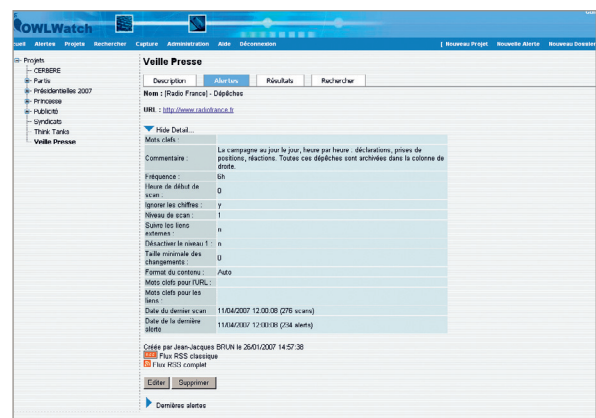 OWLWatch
cueil Alertes Projets Rechercher Capture Administration Aide Déconnexion [ Nouveau Projet Nouvelle Alerte Nouveau Dossier
Projets
CERBERE
Partis
Présidentielles 2007
Princesse
Publicité
Syndicats
Think Tanks
Veille Presse
Veille Presse
Description Alertes Résultats Rechercher
Nom : [Radio France] - Dépêches
URL : http://www.radiofrance.fr
Hide Detail...
Mots clefs :
Commentaire : La campagne au jour le jour, heure par heure : déclarations, prises de
positions, réactions. Toutes ces dépêches sont archivées dans la colonne de
droite.
Fréquence : 6h
Heure de début de
scan : 0
Ignorer les chiffres : y
Niveau de scan : 1
Suivre les liens
externes : n
Désactiver le niveau 1 : n
Taille minimale des
changements : 0
Format du contenu : Auto
Mots clefs pour l'URL :
Mots clefs pour les
liens :
Date du dernier scan 11/04/2007 12:00:08 (276 scans)
Date de la dernière
alerte 11/04/2007 12:00:08 (234 alerts)
Créée par Jean-Jacques BRUN le 26/01/2007 14:57:38
Flux RSS classique
Flux RSS complet
Editer Supprimer
Dernières alertes